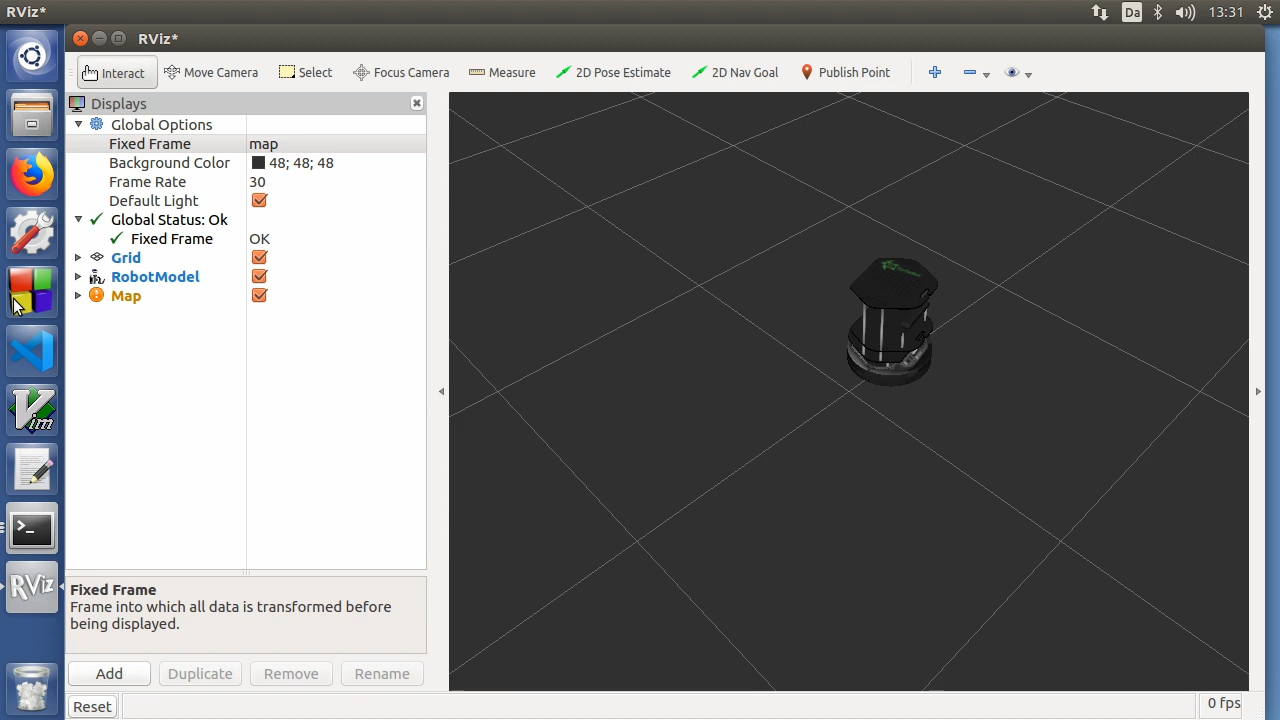 RViz*
Da
13:31
RViz*
Interact
Move Camera
Select
Focus Camera
Measure
2D Pose Estimate
2D Nav Goal
Publish Point
Displays
Global Options
Fixed Frame map
Background Color 48; 48; 48
Frame Rate 30
Default Light
Global Status: Ok
Fixed Frame OK
Grid
RobotModel
Map
Vim
>_
RViz
Fixed Frame
Frame into which all data is transformed before
being displayed.
Add
Duplicate
Remove
Rename
Reset
0 fps